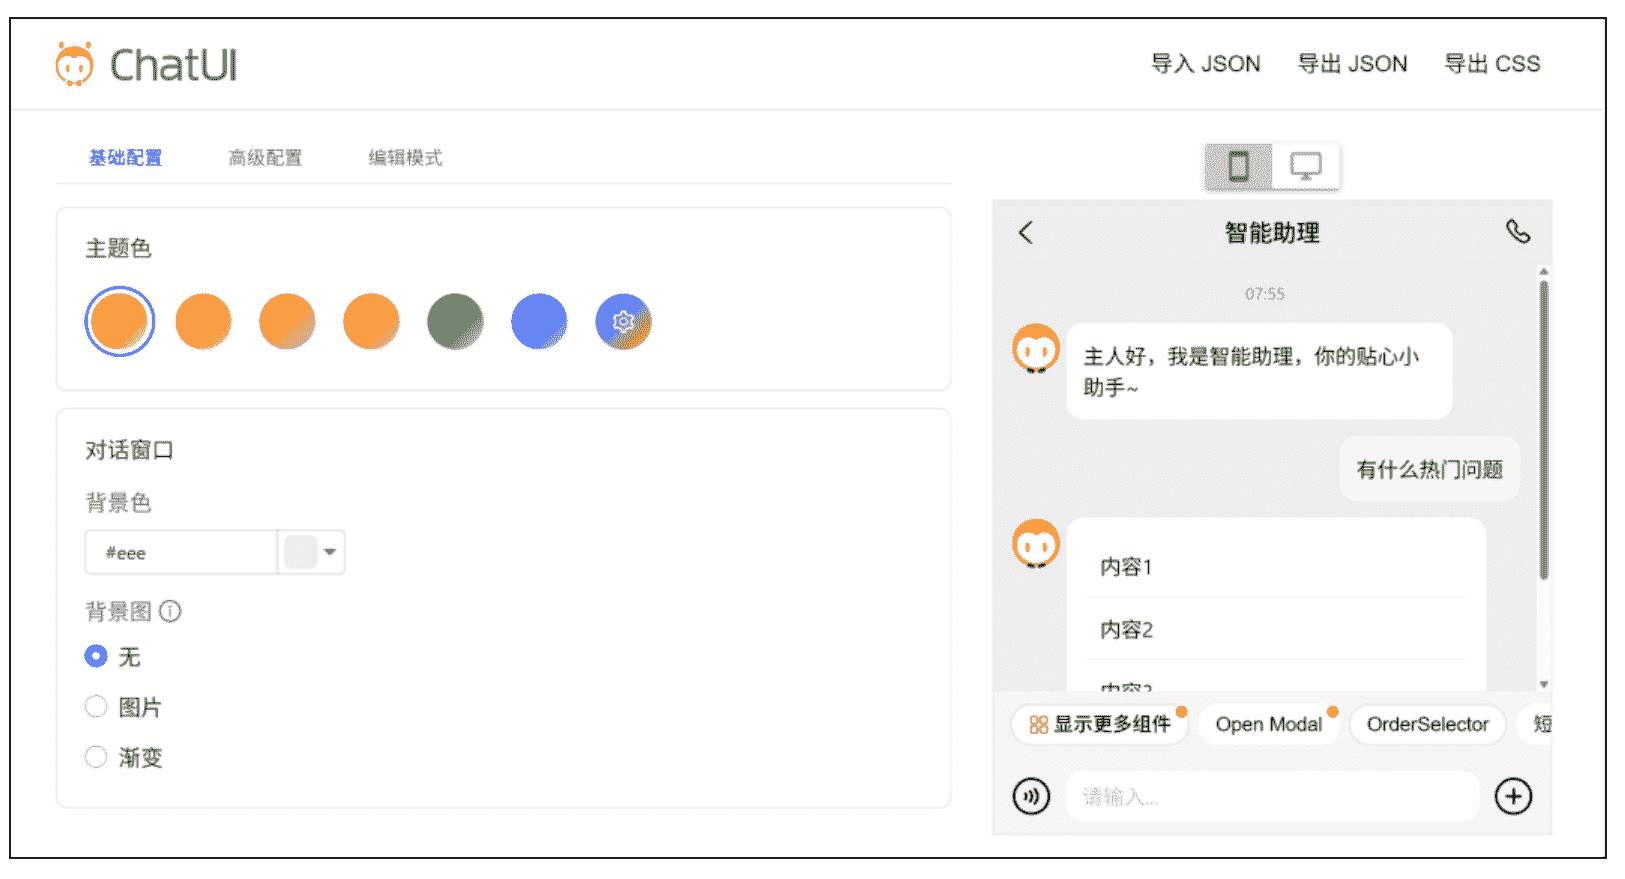 ChatUI
导入 JSON
导出 JSON
导出 CSS
基础配置
高级配置
编辑模式
主题色
对话窗口
背景色
#eee
背景图
无
图片
渐变
智能助理
07:55
主人好，我是智能助理，你的贴心小
助手~
有什么热门问题
内容1
内容2
显示更多组件
Open Modal
OrderSelector
短
请输入...